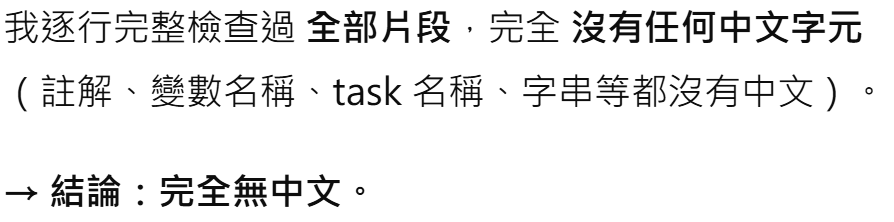 我逐行完整檢查過 全部片段，完全 沒有任何中文字元
（註解、變數名稱、task 名稱、字串等都沒有中文）。
→ 結論：完全無中文。